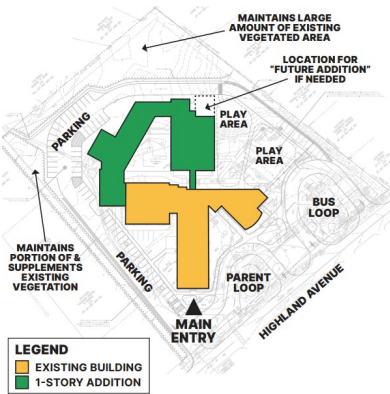 MAINTAINS LARGE
AMOUNT OF EXISTING
VEGETATED AREA
LOCATION FOR
"FUTURE ADDITION"
IF NEEDED
PLAY
AREA
PARKING
PLAY
AREA
BUS
LOOP
MAINTAINS
PORTION OF &
SUPPLEMENTS
EXISTING
VEGETATION
PARKING
PARENT
LOOP
HIGHLAND AVENUE
MAIN
ENTRY
LEGEND
EXISTING BUILDING
1-STORY ADDITION